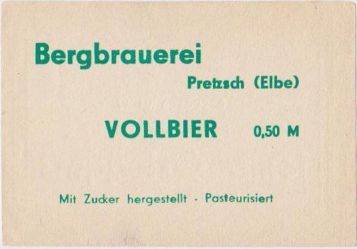 Bergbrauerei
Pretzsch (Elbe)
VOLLBIER 0,50 M
Mit Zucker hergestellt - Pasteurisiert